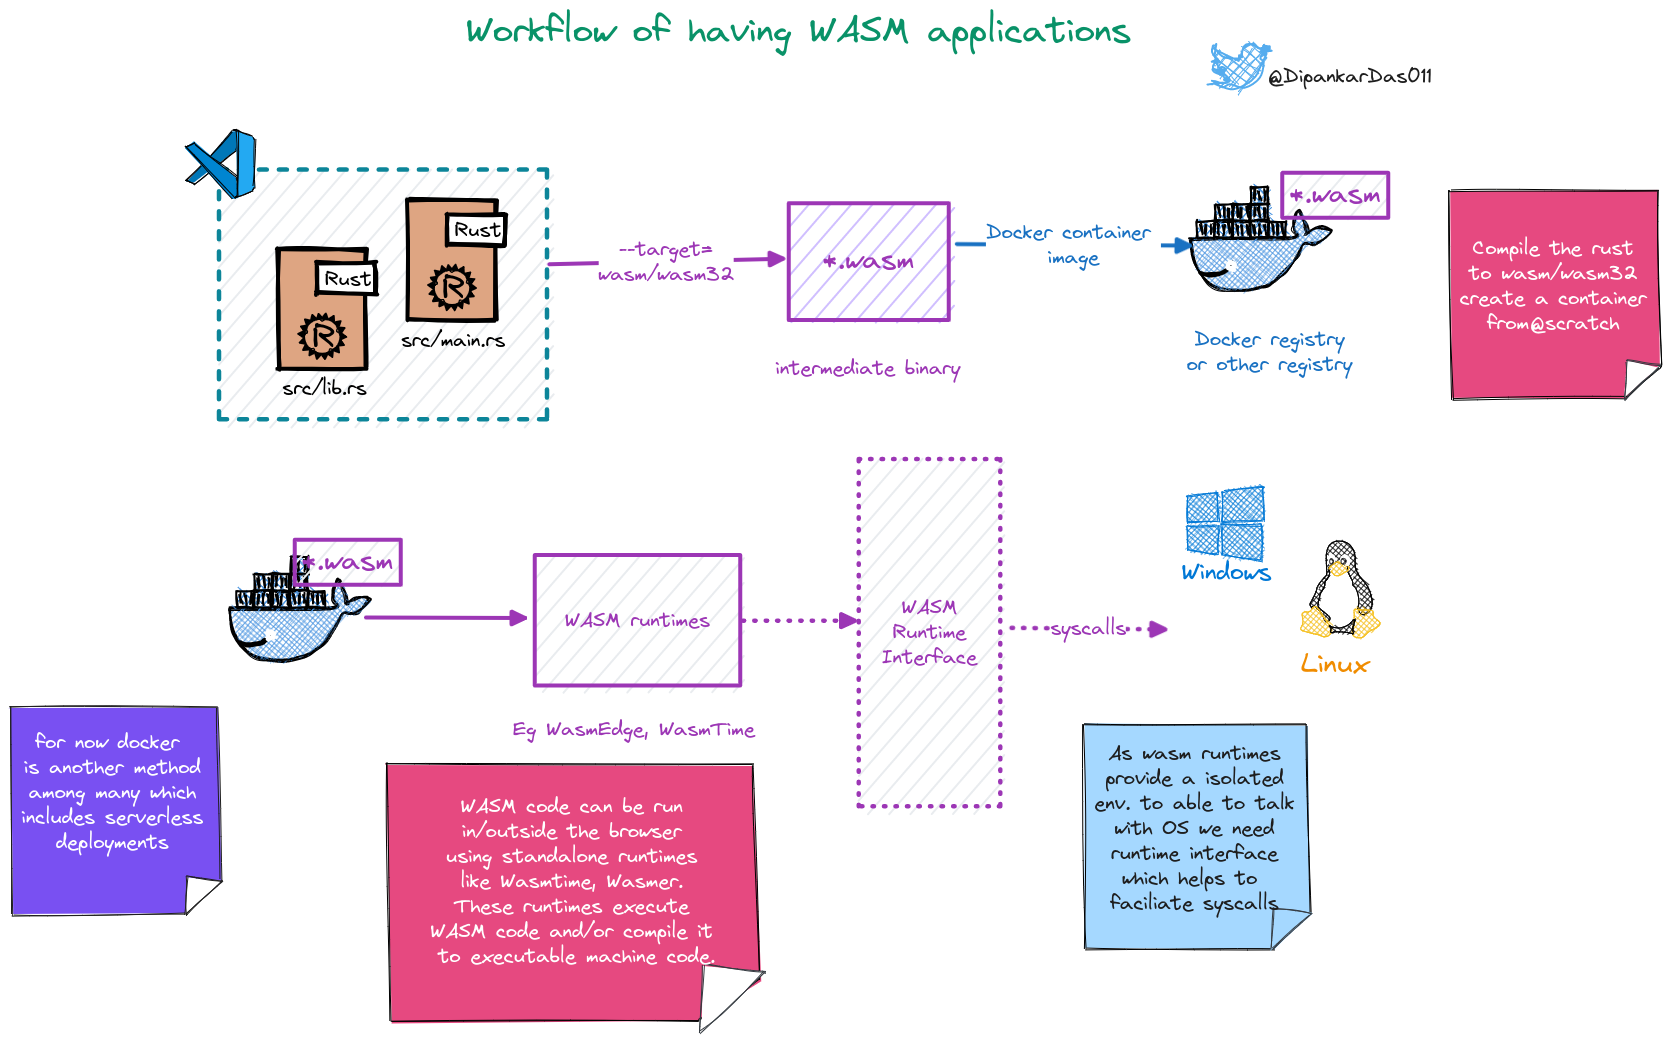 Workflow of having WASM applications
@DipankarDas011
Rust
Rust
R
R
src/main.rs
src/lib.rs
--target=
wasm/wasm32
*.wasm
intermediate binary
Docker container
image
*.wasm
Docker registry
or other registry
Compile the rust
to wasm/wasm32
create a container
from@scratch
*.wasm
WASM runtimes
Eg WasmEdge, WasmTime
WASM
Runtime
Interface
syscalls
Windows
Linux
for now docker
is another method
among many which
includes serverless
deployments
WASM code can be run
in/outside the browser
using standalone runtimes
like Wasmtime, Wasmer.
These runtimes execute
WASM code and/or compile it
to executable machine code.
As wasm runtimes
provide a isolated
env. to able to talk
with OS we need
runtime interface
which helps to
faciliate syscalls